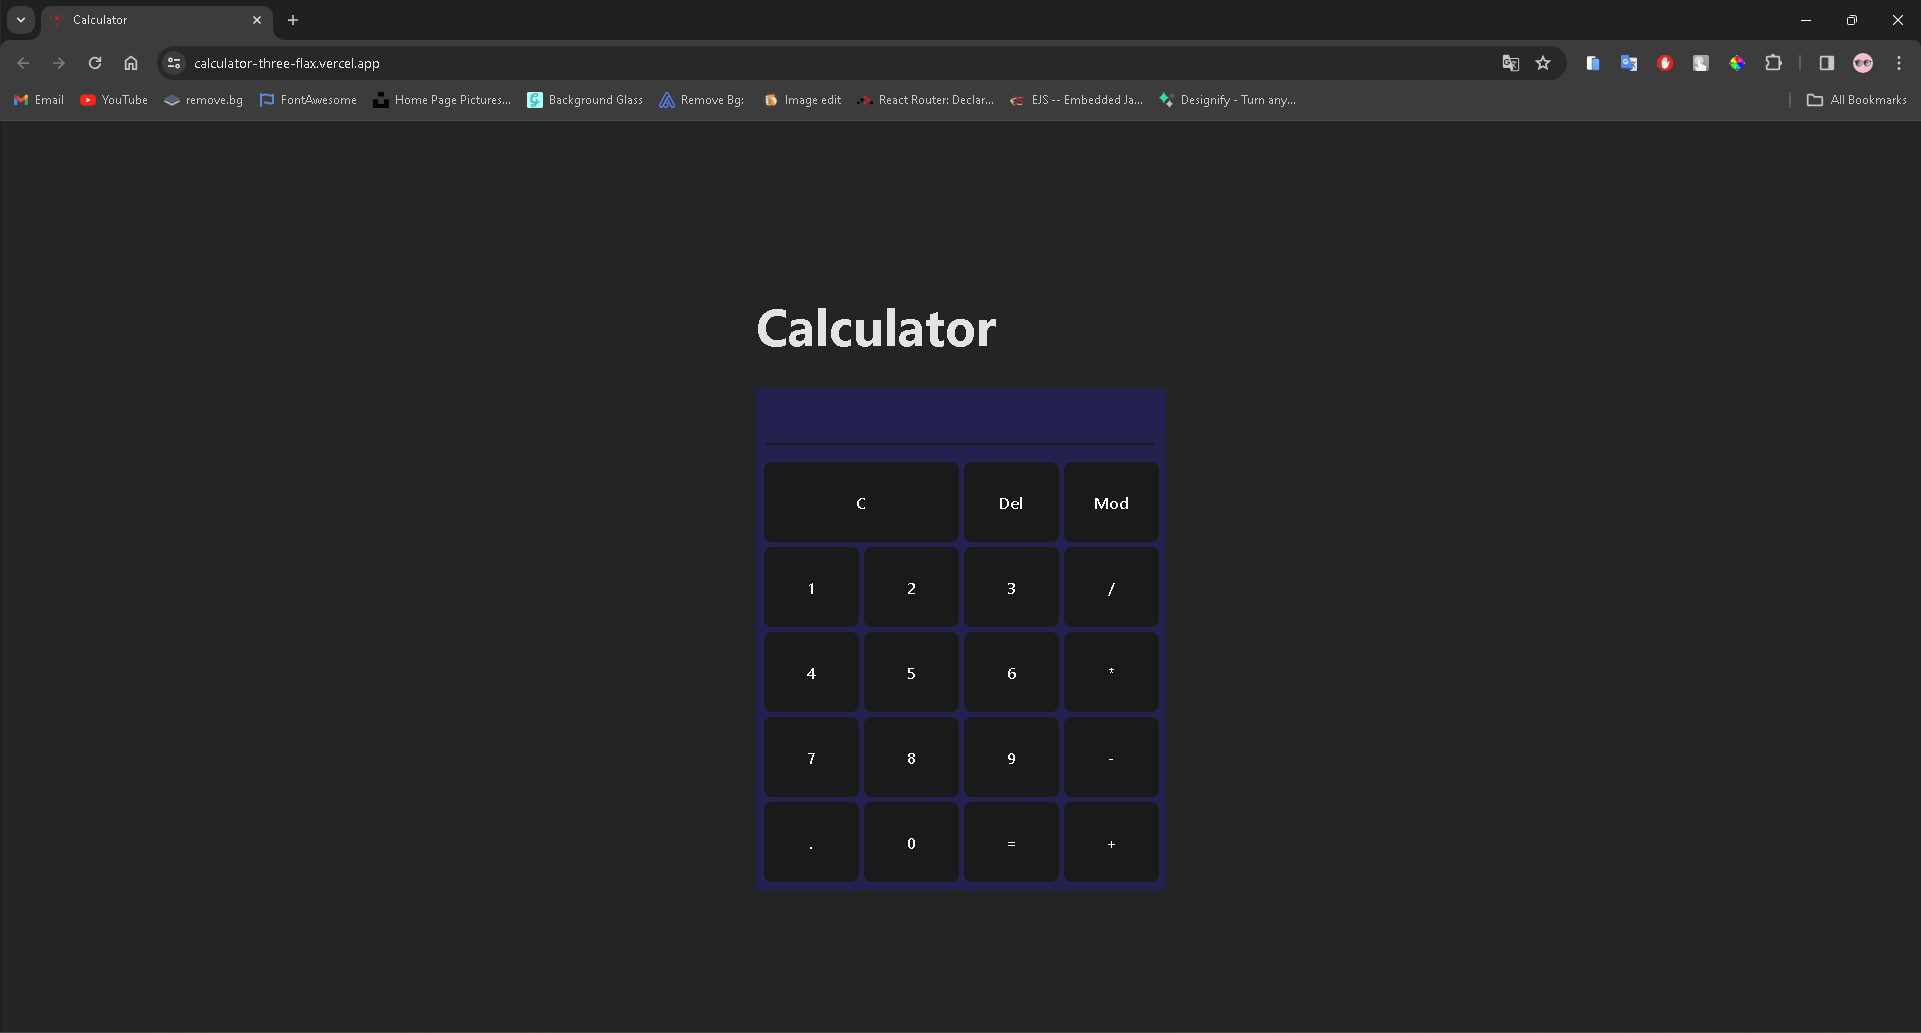 Calculator
calculator-three-flax.vercel.app
Email YouTube remove.bg FontAwesome Home Page Pictures... Background Glass Remove Bg: Image edit React Router: Declar... EJS -- Embedded Ja... Designify - Turn any... All Bookmarks
Calculator
C Del Mod
1 2 3 /
4 5 6 *
7 8 9 -
. 0 = +